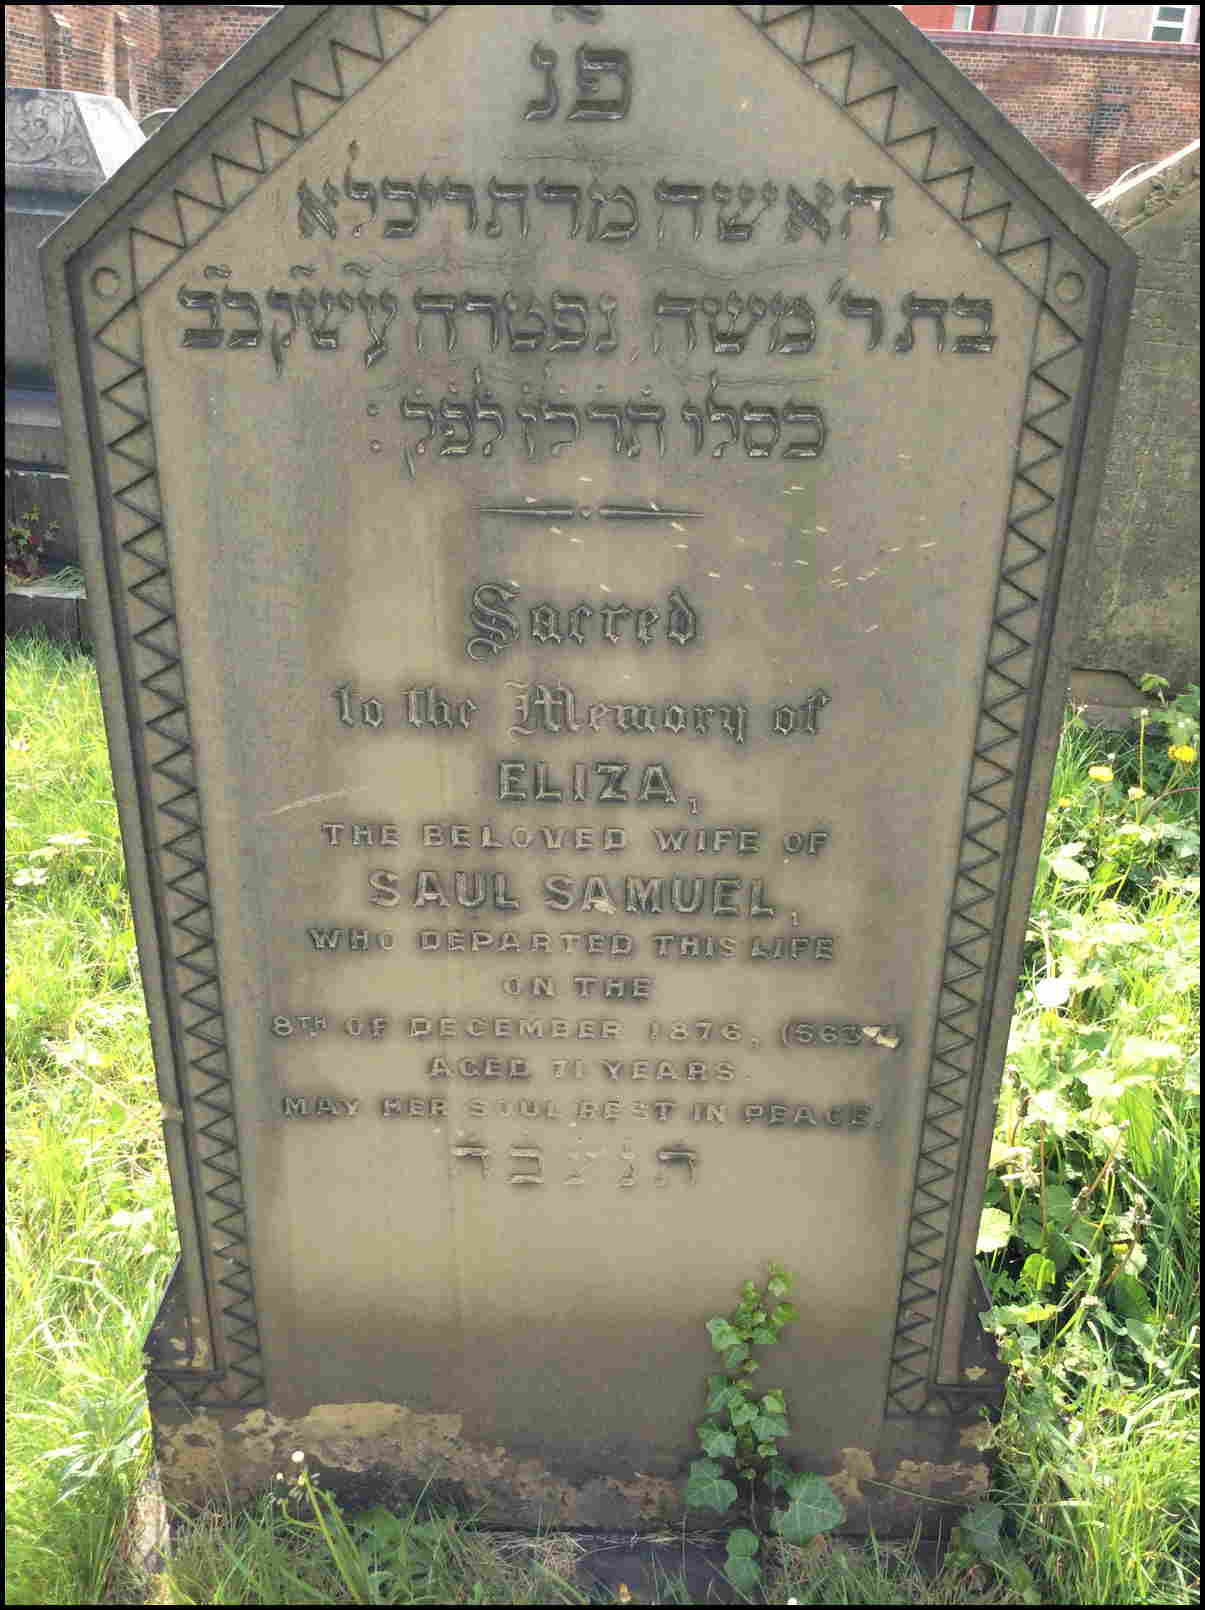 פנ
האשה מרת ריכלא
בת ר' משה, נפטרה עש״ק כ״ב
כסלו תרלז לפק :
Sacred
to the Memory of
ELIZA,
THE BELOVED WIFE OF
SAUL SAMUEL,
WHO DEPARTED THIS LIFE
ON THE
8TH OF DECEMBER 1876, (5637)
AGED 71 YEARS.
MAY HER SOUL REST IN PEACE.
תנצבה